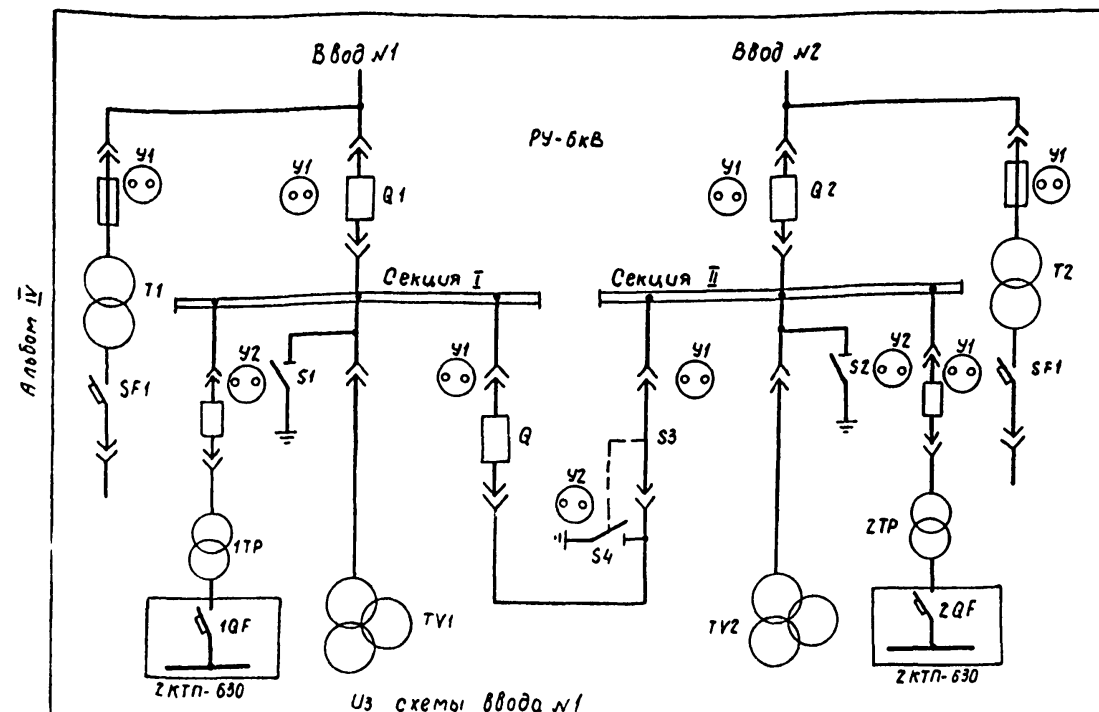 Ввод №1
Ввод №2
РУ-6кВ
У1
У1
Q1
У1
Q2
У1
Т1
Секция I
Секция II
Т2
Альбом IV
SF1
У2
S1
У1
У1
S2
У2
У1
SF1
Q
S3
У2
S4
1ТР
2ТР
1QF
TV1
TV2
2QF
2КТП-630
2КТП-630
Из схемы ввода №1